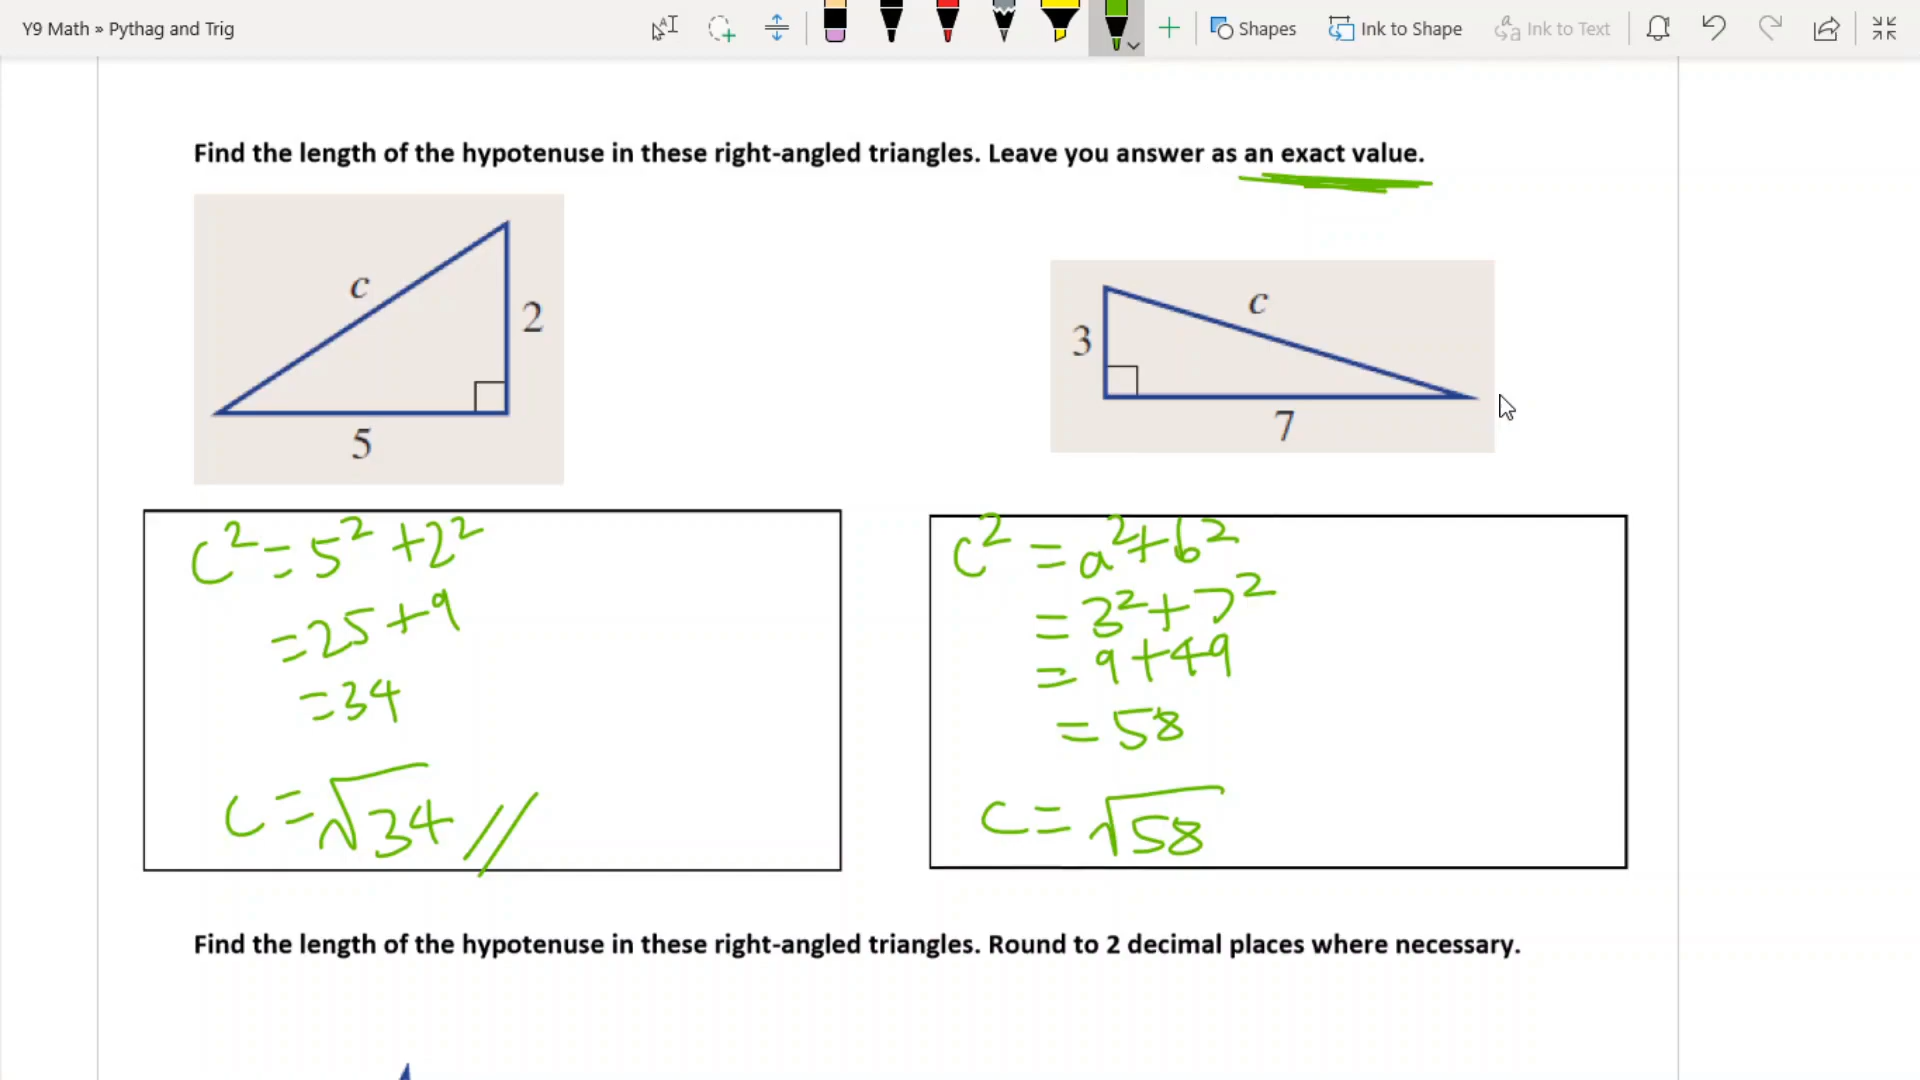 Y9 Math » Pythag and Trig
Shapes
Ink to Shape
Ink to Text
Find the length of the hypotenuse in these right-angled triangles. Leave you answer as an exact value.
c
2
5
c
3
7
c² = 5² + 2²
= 25 + 9
= 34
c = √34 //
c² = a² + b²
= 3² + 7²
= 9 + 49
= 58
c = √58
Find the length of the hypotenuse in these right-angled triangles. Round to 2 decimal places where necessary.